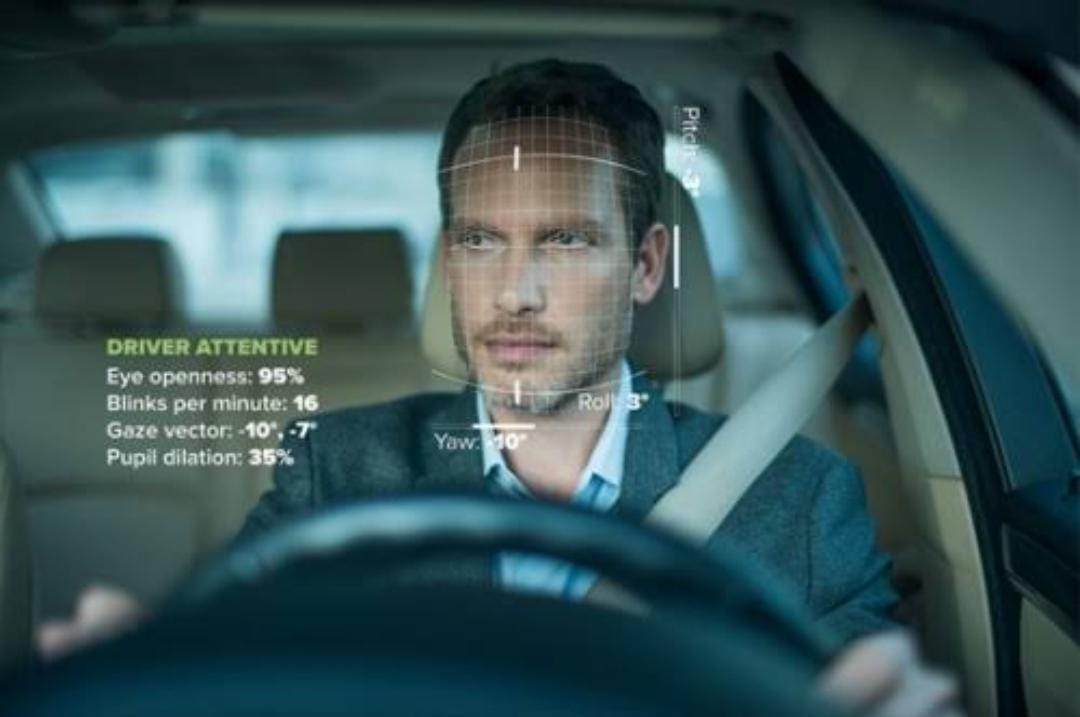 Pitch: -3°
DRIVER ATTENTIVE
Eye openness: 95%
Blinks per minute: 16
Gaze vector: -10°, -7°
Pupil dilation: 35%
Roll: 3°
Yaw: -10°